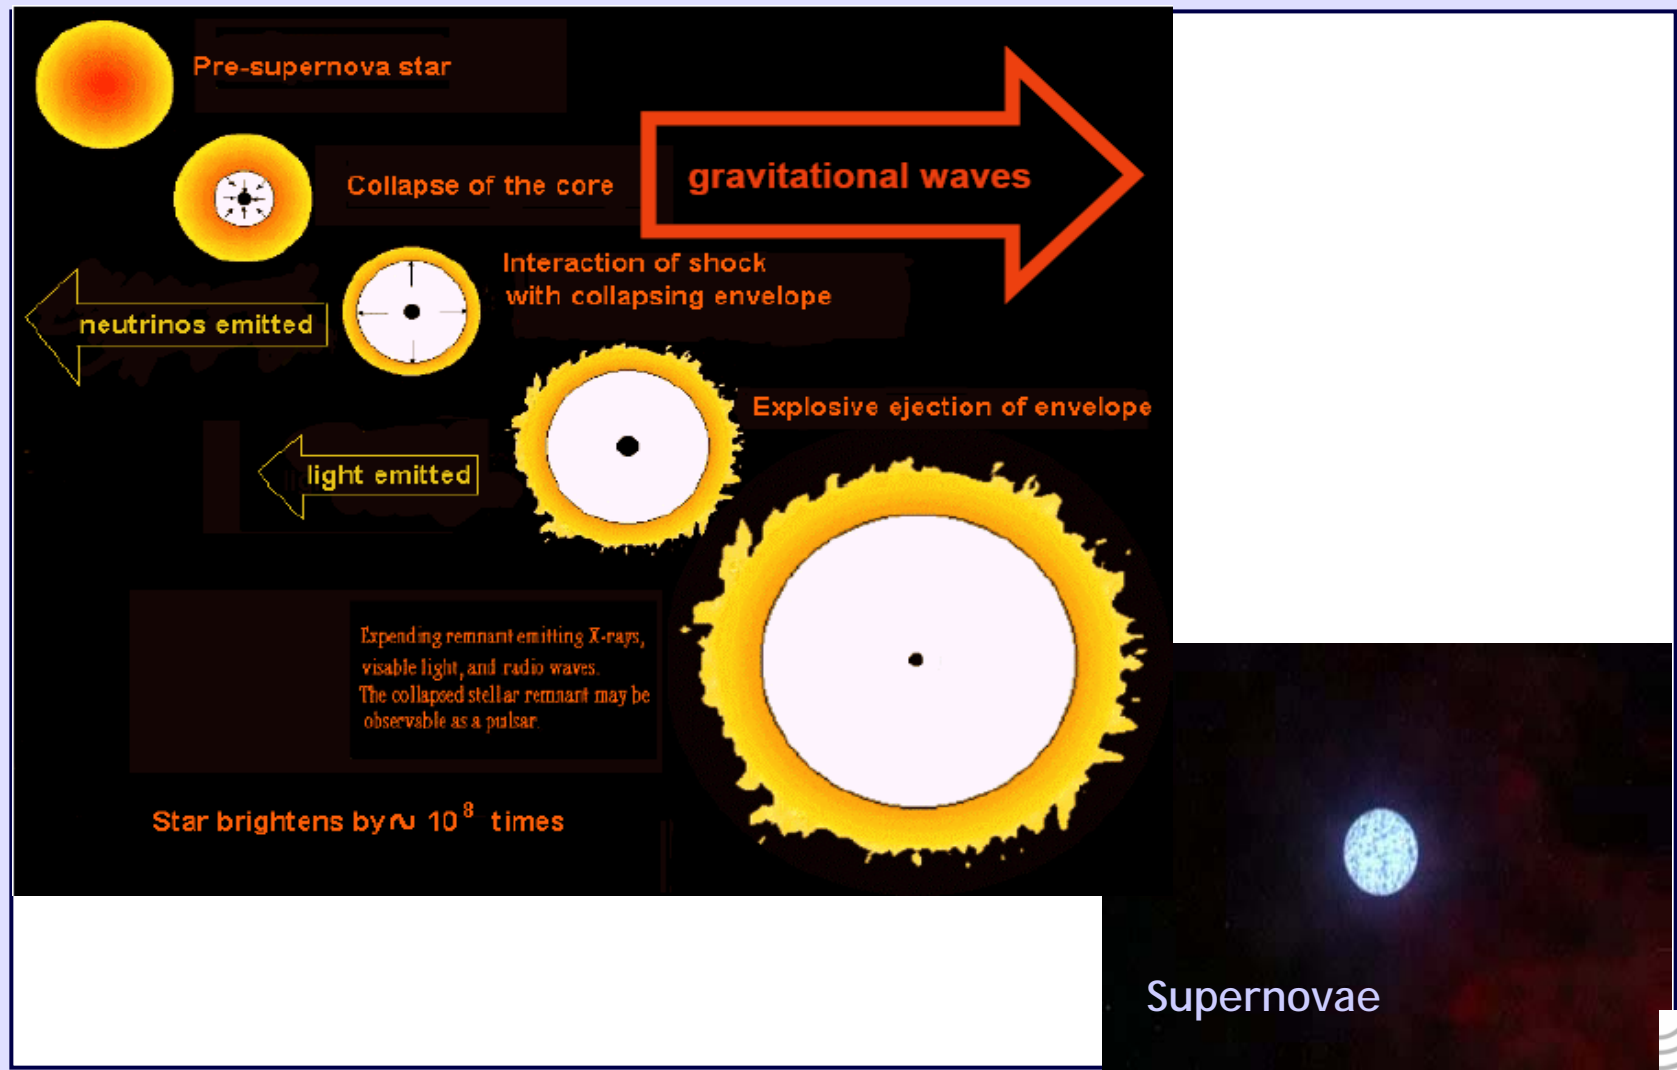 Pre-supernova star
Collapse of the core
gravitational waves
Interaction of shock
with collapsing envelope
neutrinos emitted
Explosive ejection of envelope
light emitted
Expending remnant emitting X-rays,
visable light, and radio waves.
The collapsed stellar remnant may be
observable as a pulsar.
Star brightens by ~ 10⁸ times
Supernovae